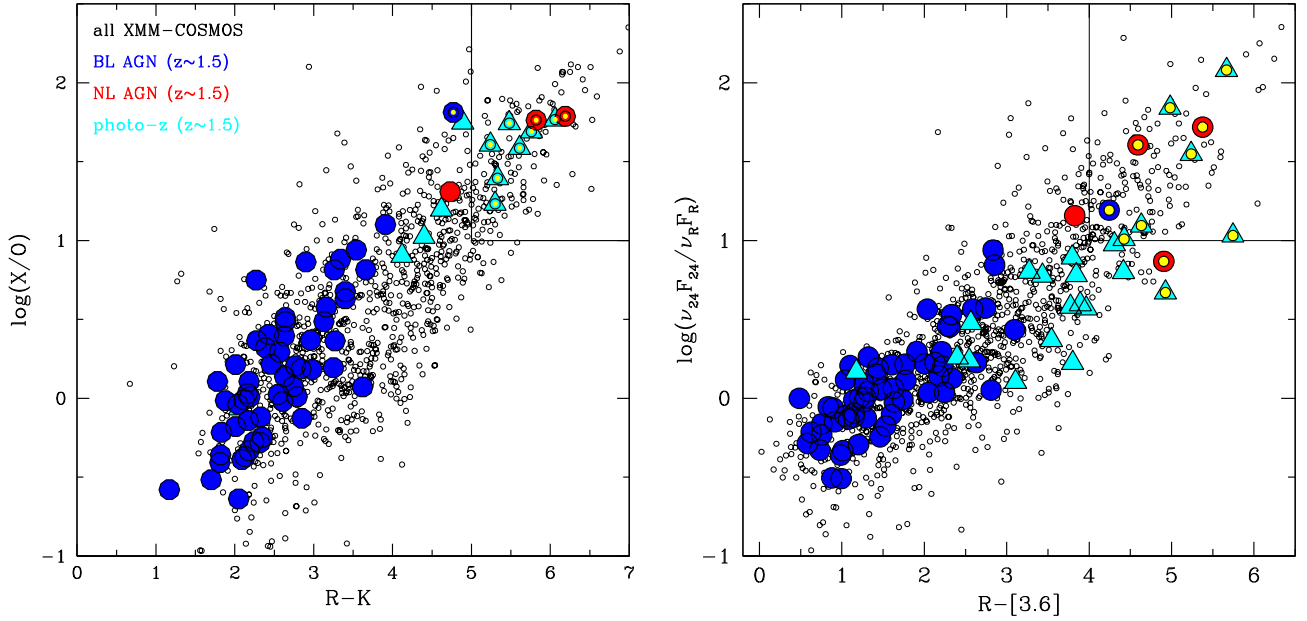 all XMM-COSMOS
BL AGN (z~1.5)
NL AGN (z~1.5)
photo-z (z~1.5)
log(X/O)
2
1
0
-1
0 1 2 3 4 5 6 7
R-K
log(ν24F24/νRFR)
2
1
0
-1
0 1 2 3 4 5 6
R-[3.6]